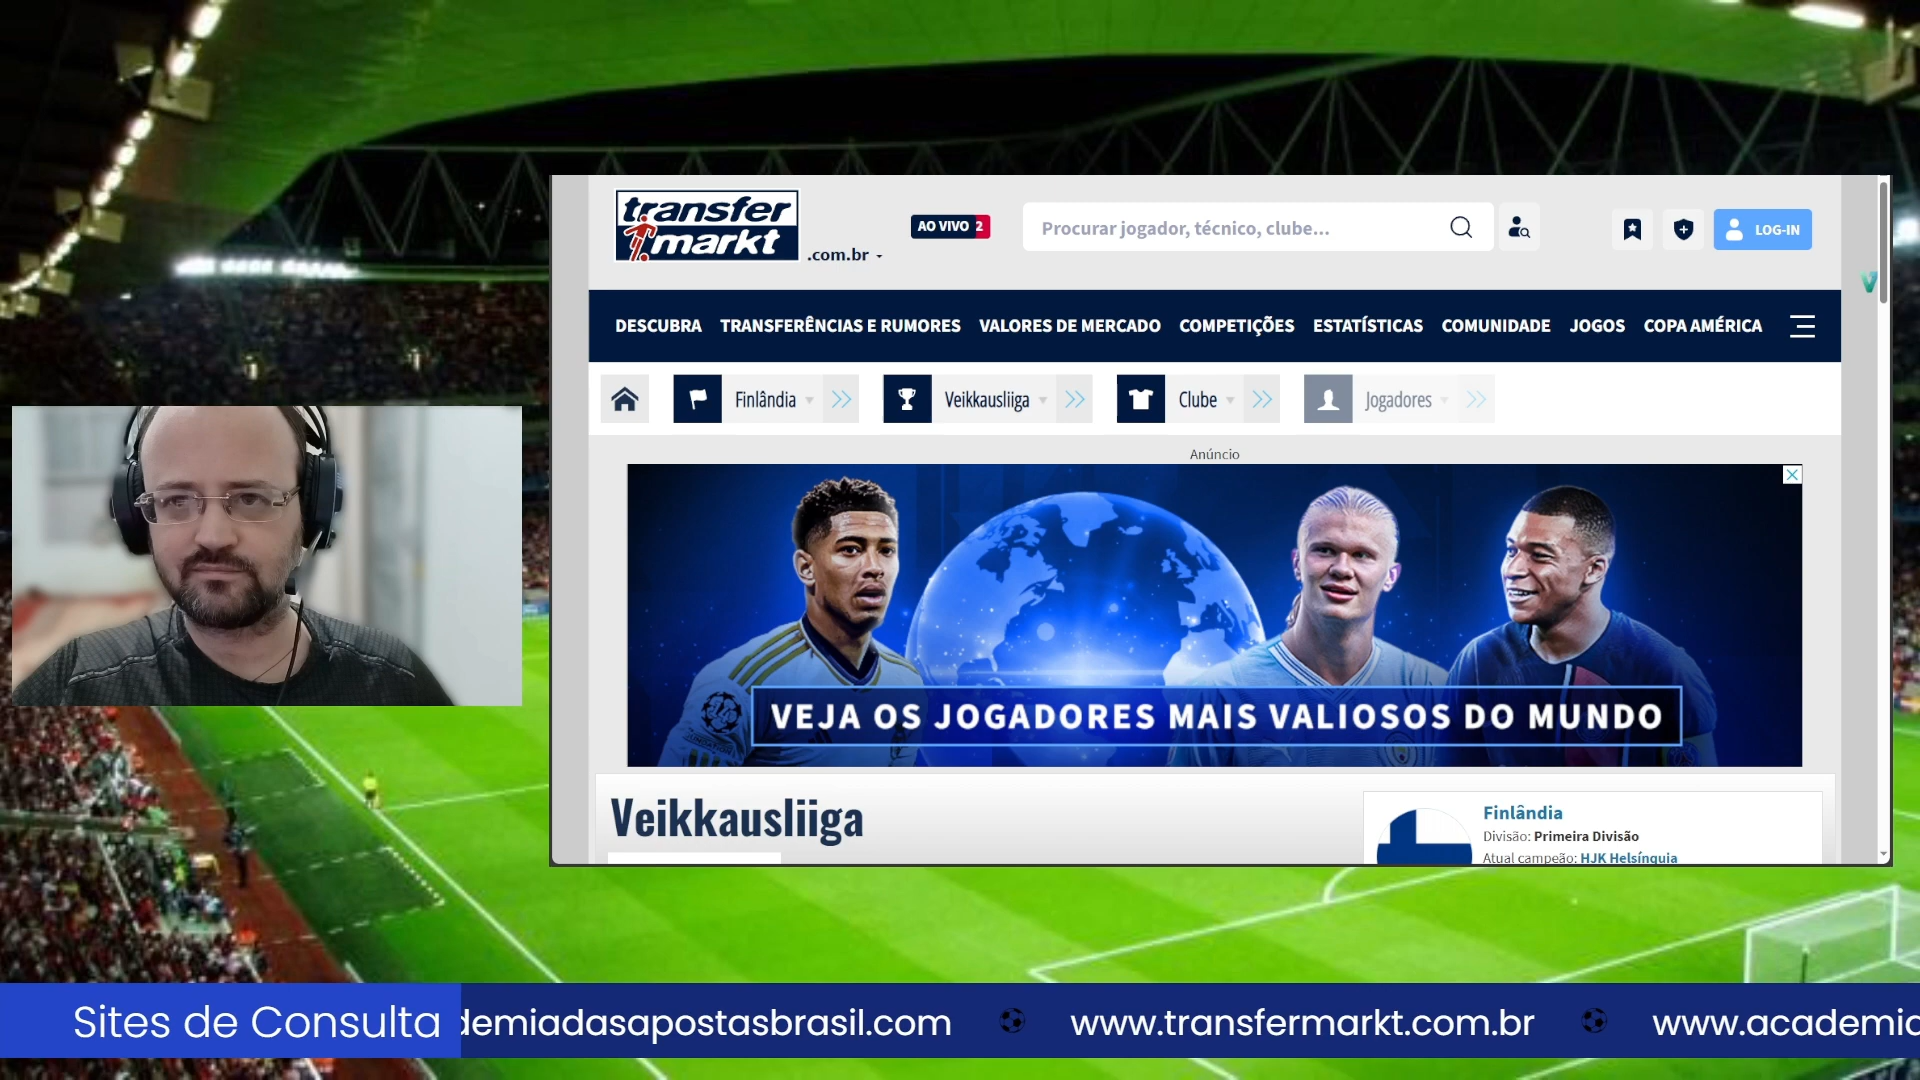 transfer
markt
.com.br
AO VIVO 2
Procurar jogador, técnico, clube...
LOG-IN
DESCUBRA TRANSFERÊNCIAS E RUMORES VALORES DE MERCADO COMPETIÇÕES ESTATÍSTICAS COMUNIDADE JOGOS COPA AMÉRICA
Finlândia
Veikkausliiga
Clube
Jogadores
Anúncio
VEJA OS JOGADORES MAIS VALIOSOS DO MUNDO
Veikkausliiga
Finlândia
Divisão: Primeira Divisão
Atual campeão: HJK Helsínquia
Sites de Consulta
demiadasapostasbrasil.com www.transfermarkt.com.br www.academia